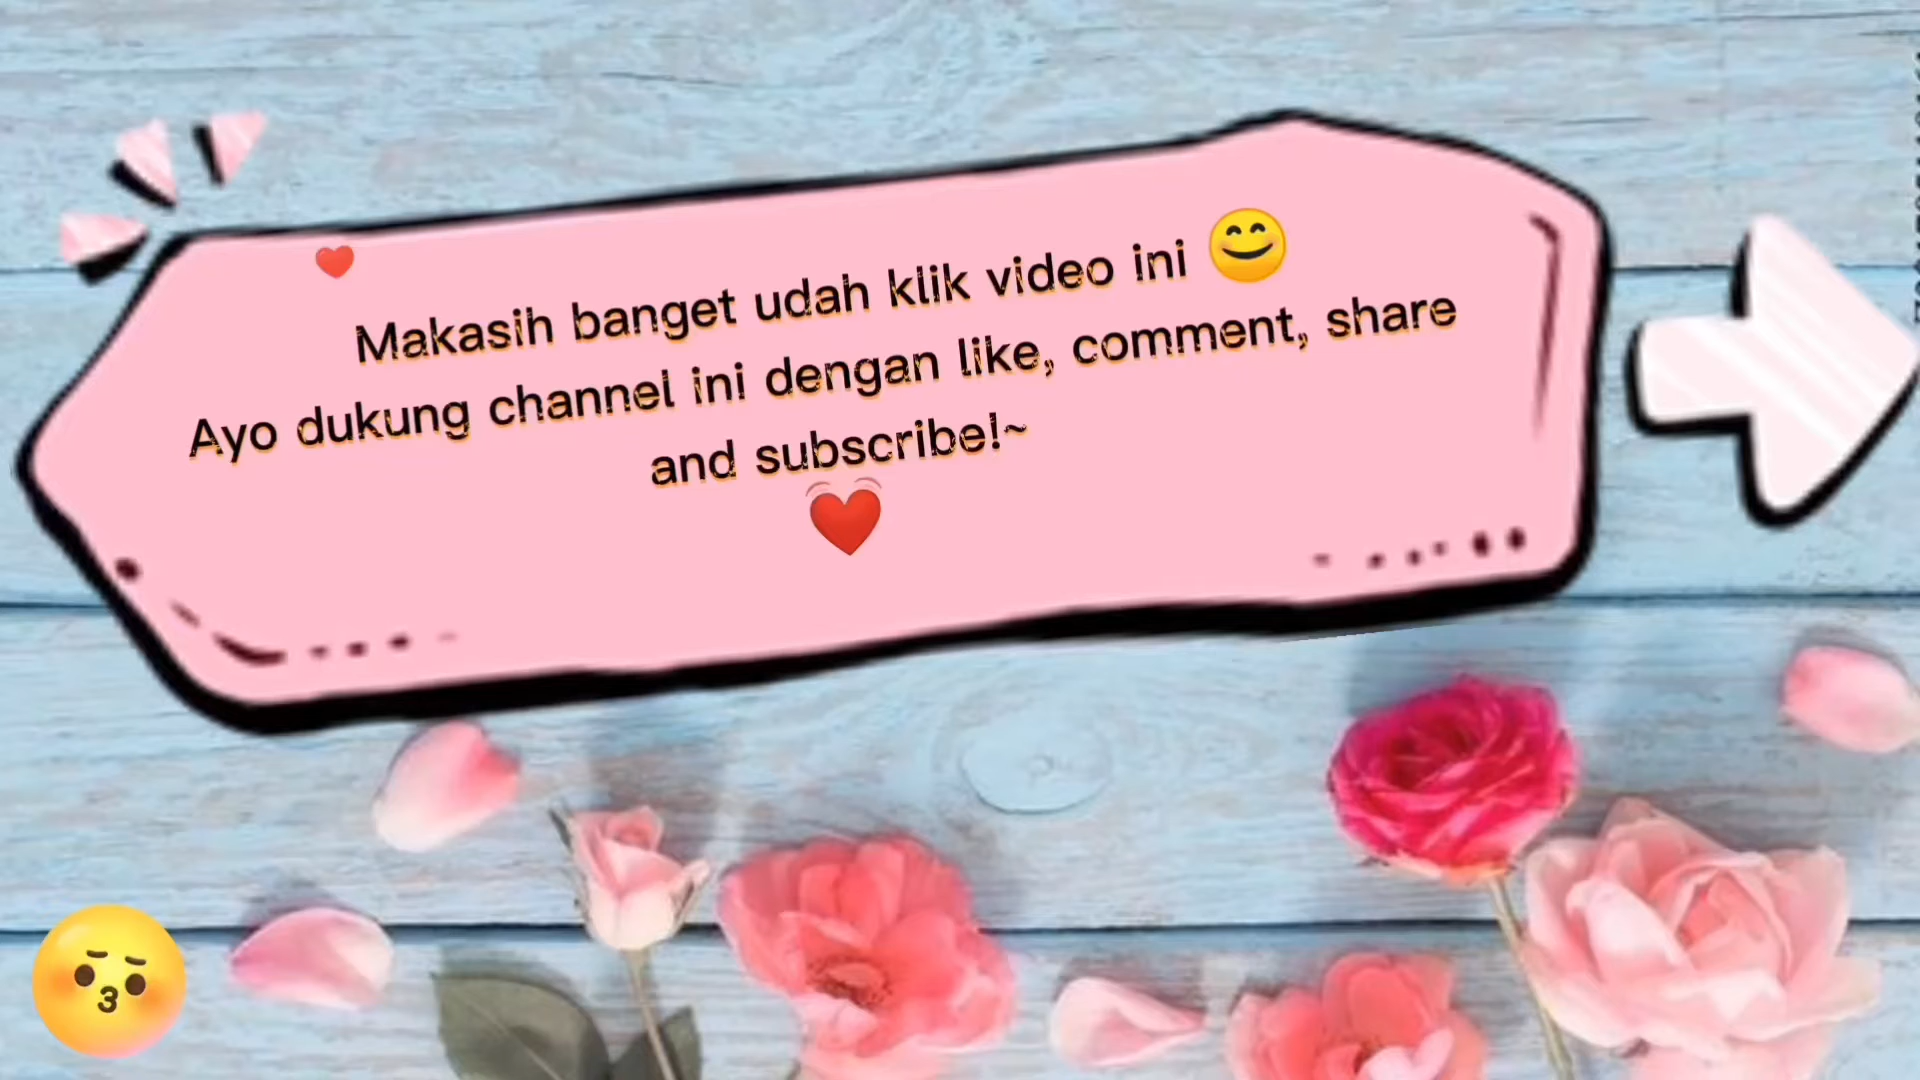 Makasih banget udah klik video ini 😊
Ayo dukung channel ini dengan like, comment, share
and subscribe!~